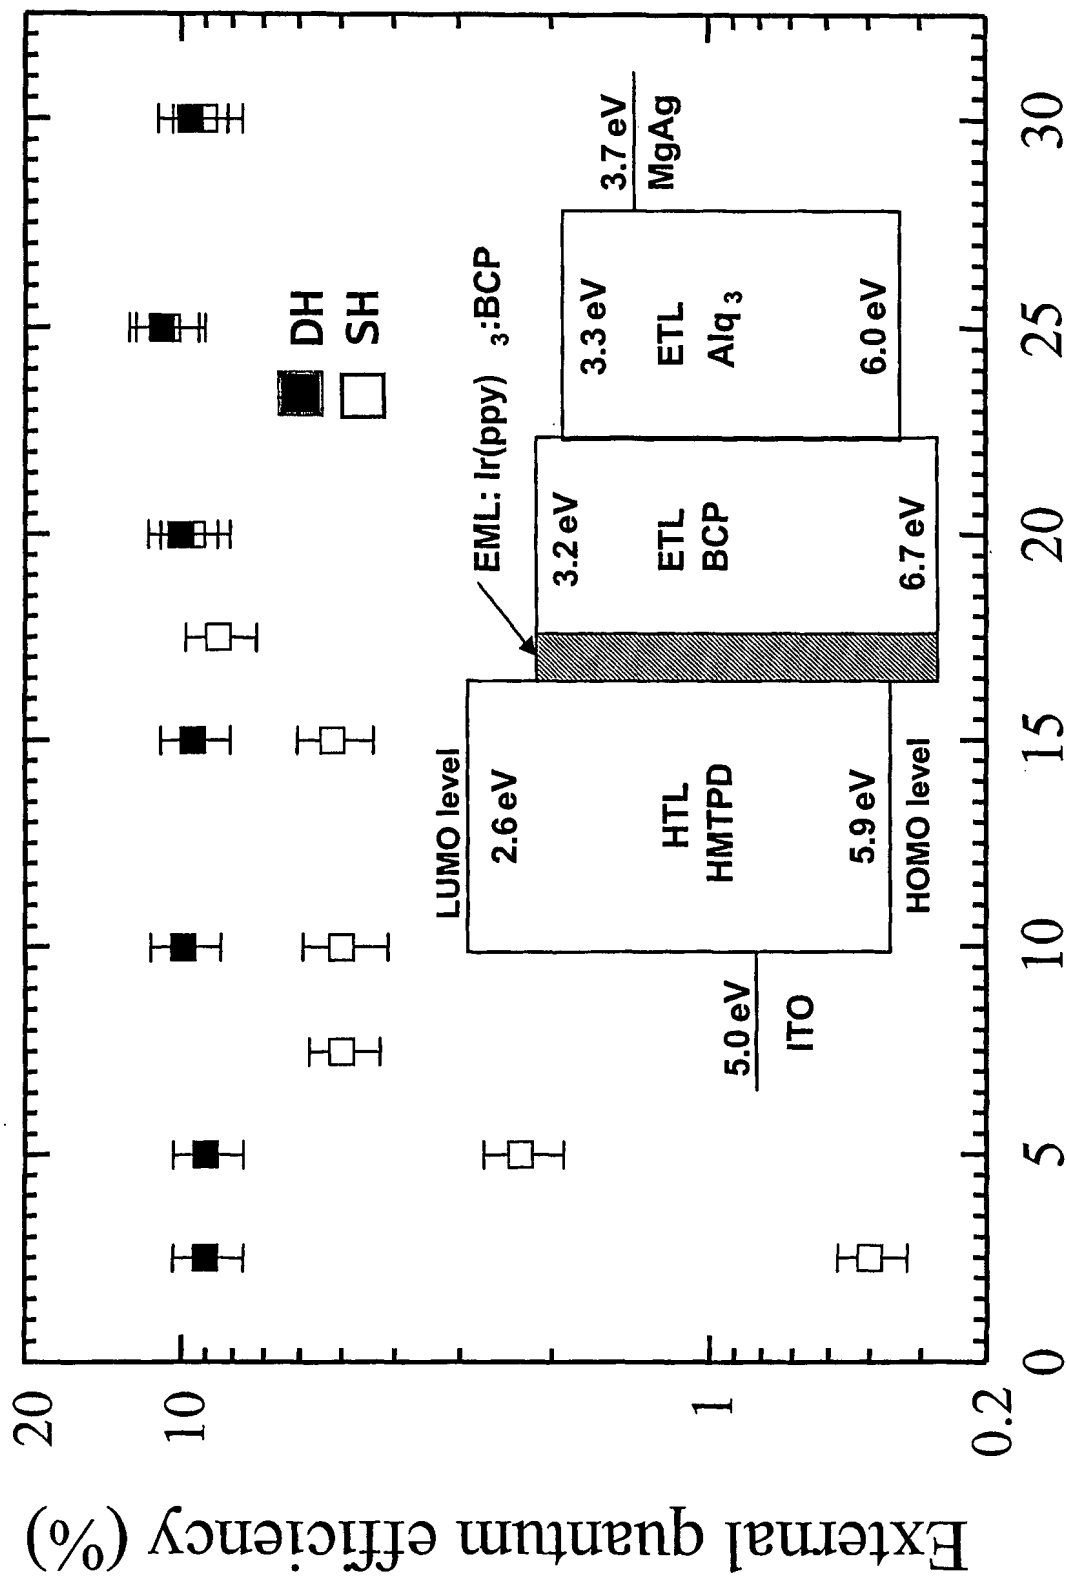 External quantum efficiency (%)
20
10
1
0.2
0
5
10
15
20
25
30
DH
SH
EML: Ir(ppy) 3:BCP
LUMO level
2.6 eV
HTL
HMTPD
5.9 eV
HOMO level
5.0 eV
ITO
3.2 eV
ETL
BCP
6.7 eV
3.3 eV
ETL
Alq 3
6.0 eV
3.7 eV
MgAg